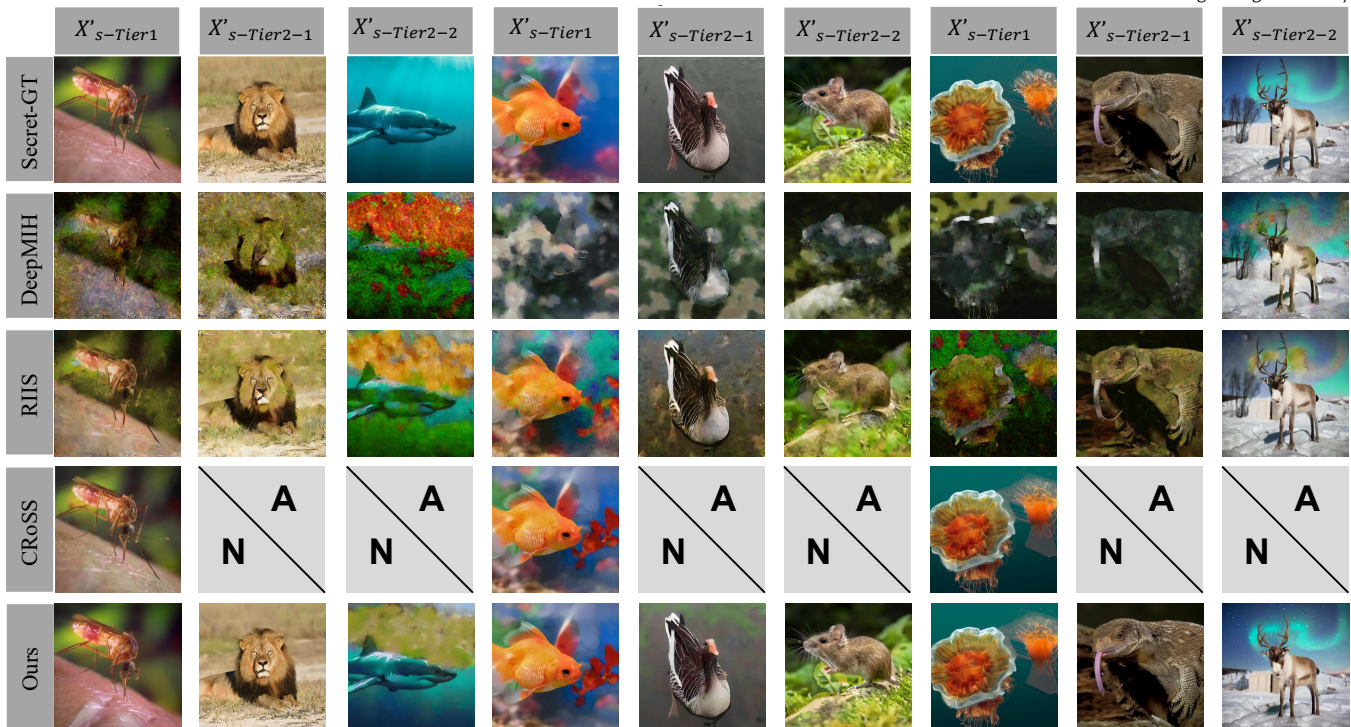 X's−Tier1 X's−Tier2−1 X's−Tier2−2 X's−Tier1 X's−Tier2−1 X's−Tier2−2 X's−Tier1 X's−Tier2−1 X's−Tier2−2
Secret-GT
DeepMIH
RIIS
CRoSS
N A N A N A N A N A N A
Ours